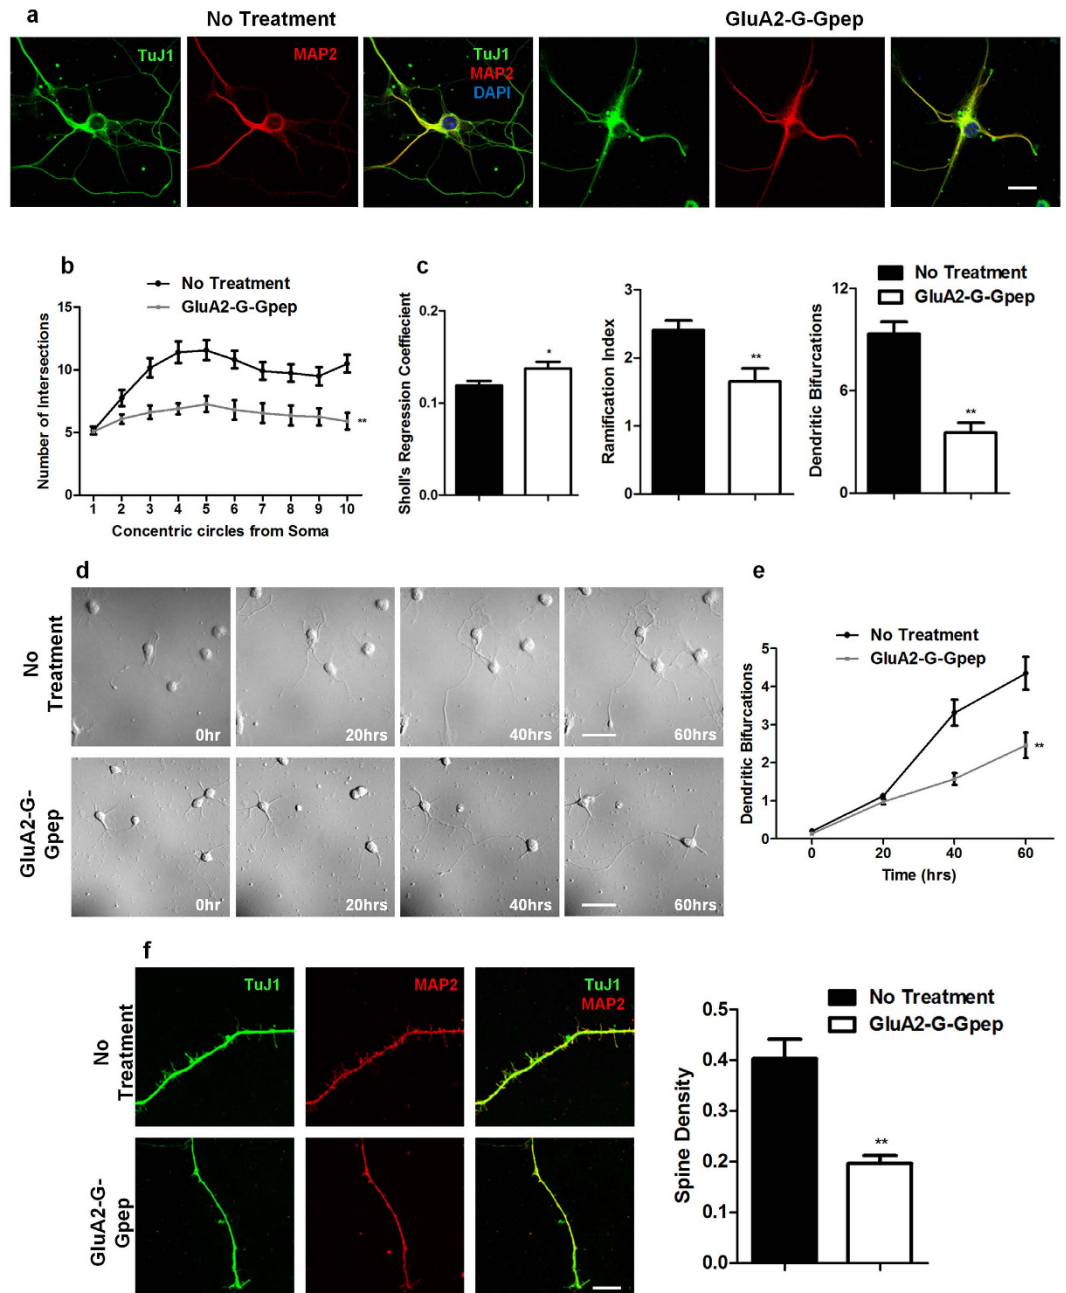 a
No Treatment
GluA2-G-Gpep
TuJ1
MAP2
TuJ1
MAP2
DAPI
b
No Treatment
GluA2-G-Gpep
Number of Intersections
15
10
5
0
**
1 2 3 4 5 6 7 8 9 10
Concentric circles from Soma
c
No Treatment
GluA2-G-Gpep
Sholl's Regression Coeffiecient
0.2
0.1
0.0
*
Ramification Index
3
2
1
0
**
Dendritic Bifurcations
12
9
6
3
0
**
d
No
Treatment
0hr
20hrs
40hrs
60hrs
GluA2-G-
Gpep
0hr
20hrs
40hrs
60hrs
e
No Treatment
GluA2-G-Gpep
Dendritic Bifurcations
5
4
3
2
1
0
**
0 20 40 60
Time (hrs)
f
No
Treatment
TuJ1
MAP2
TuJ1
MAP2
GluA2-G-
Gpep
No Treatment
GluA2-G-Gpep
Spine Density
0.5
0.4
0.3
0.2
0.1
0.0
**